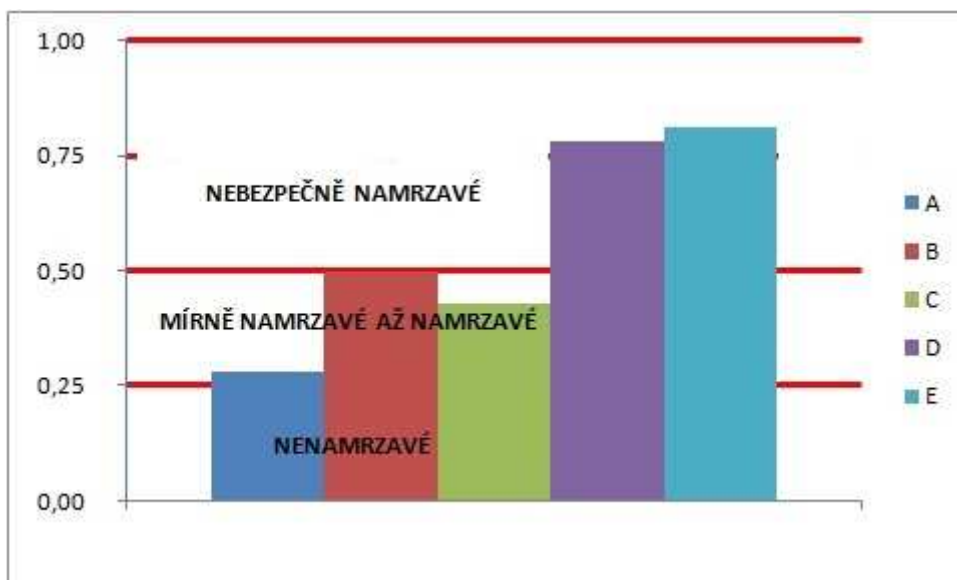 1,00
0,75
NEBEZPEČNĚ NAMRZAVÉ
0,50
MÍRNĚ NAMRZAVÉ AŽ NAMRZAVÉ
0,25
NENAMRZAVÉ
0,00
A
B
C
D
E